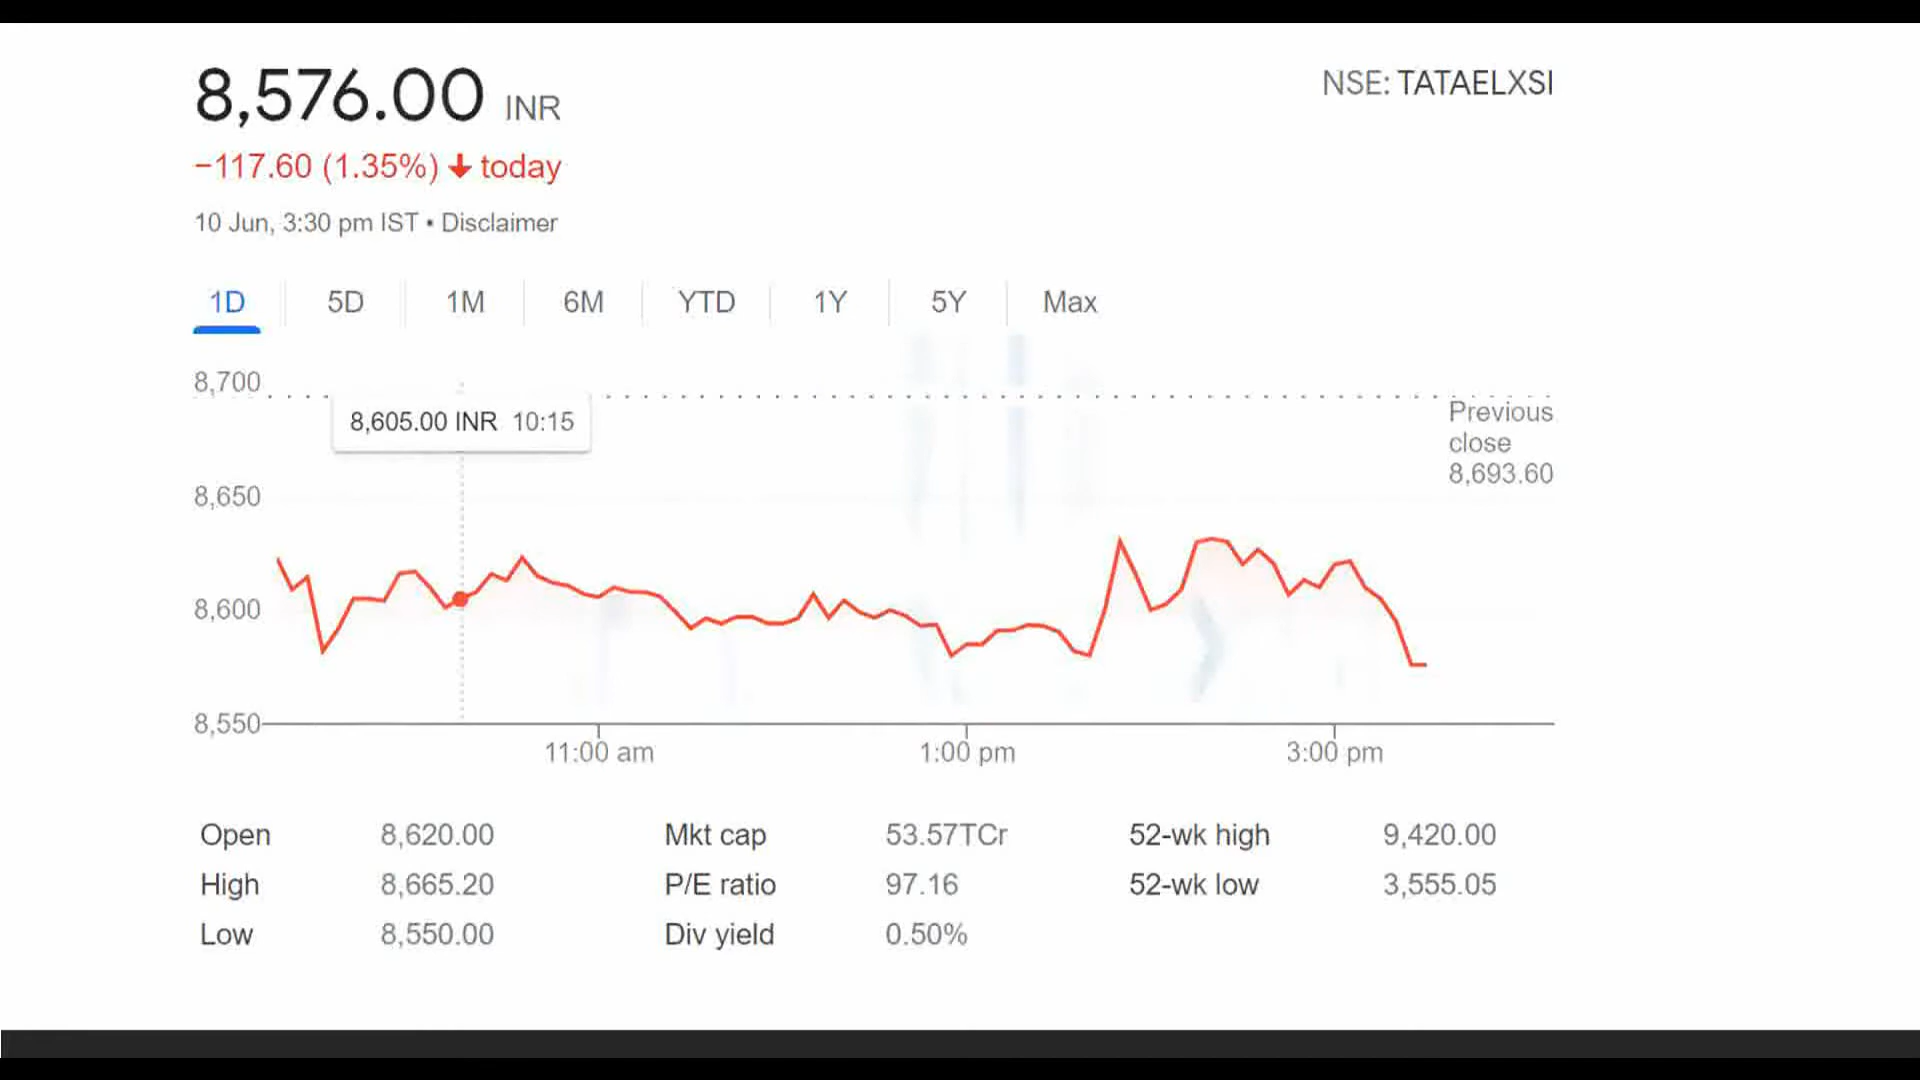 8,576.00 INR
NSE: TATAELXSI
−117.60 (1.35%) ↓ today
10 Jun, 3:30 pm IST • Disclaimer
1D 5D 1M 6M YTD 1Y 5Y Max
8,700
8,605.00 INR 10:15
Previous
close
8,693.60
8,650
8,600
8,550
11:00 am 1:00 pm 3:00 pm
Open 8,620.00 Mkt cap 53.57TCr 52-wk high 9,420.00
High 8,665.20 P/E ratio 97.16 52-wk low 3,555.05
Low 8,550.00 Div yield 0.50%